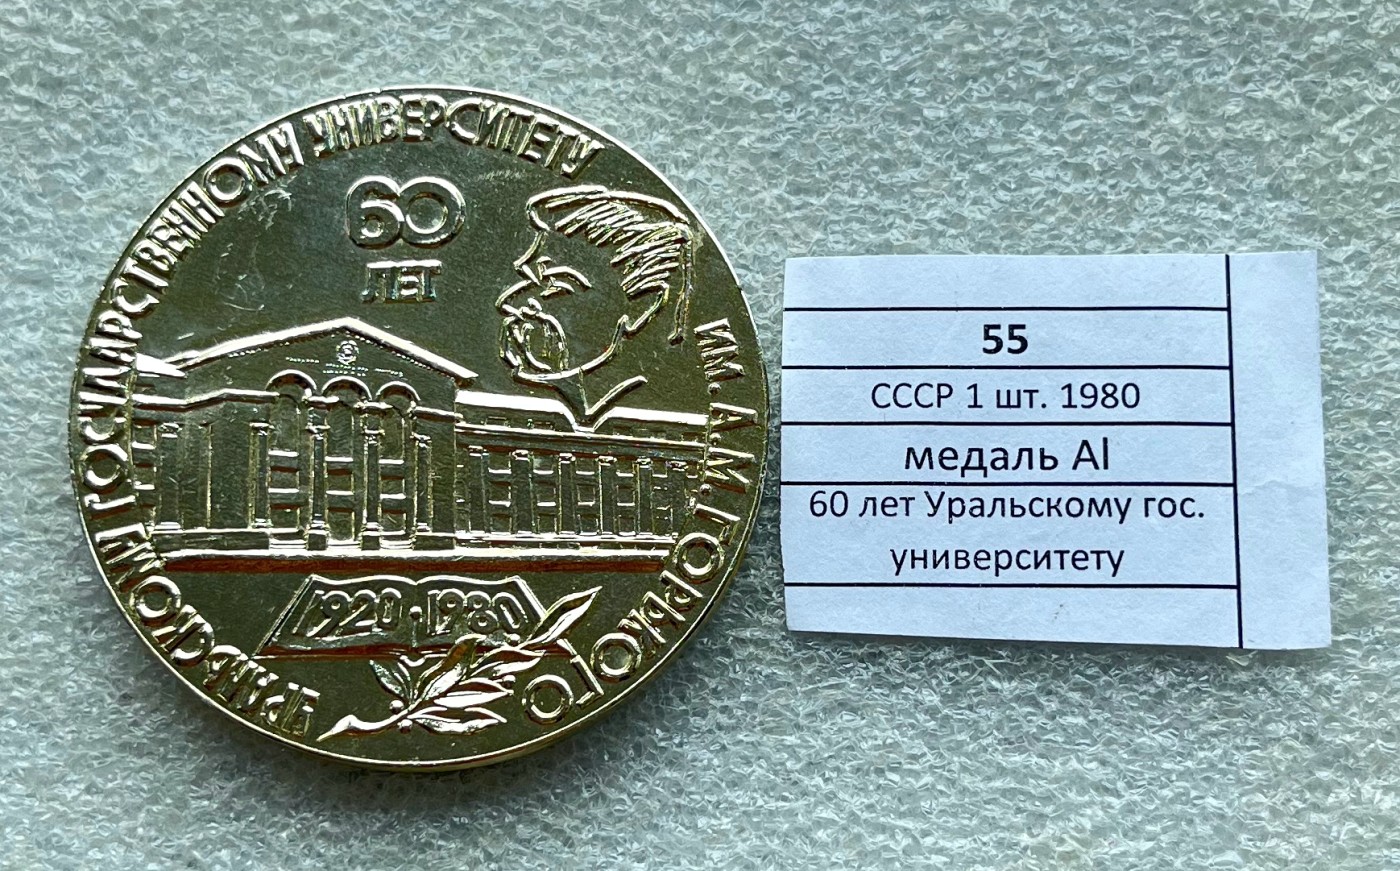 УРАЛЬСКОМУ ГОСУДАРСТВЕННОМУ УНИВЕРСИТЕТУ
ИМ. А.М. ГОРЬКОГО
60
ЛЕТ
1920·1980
55
СССР 1 шт. 1980
медаль Al
60 лет Уральскому гос.
университету